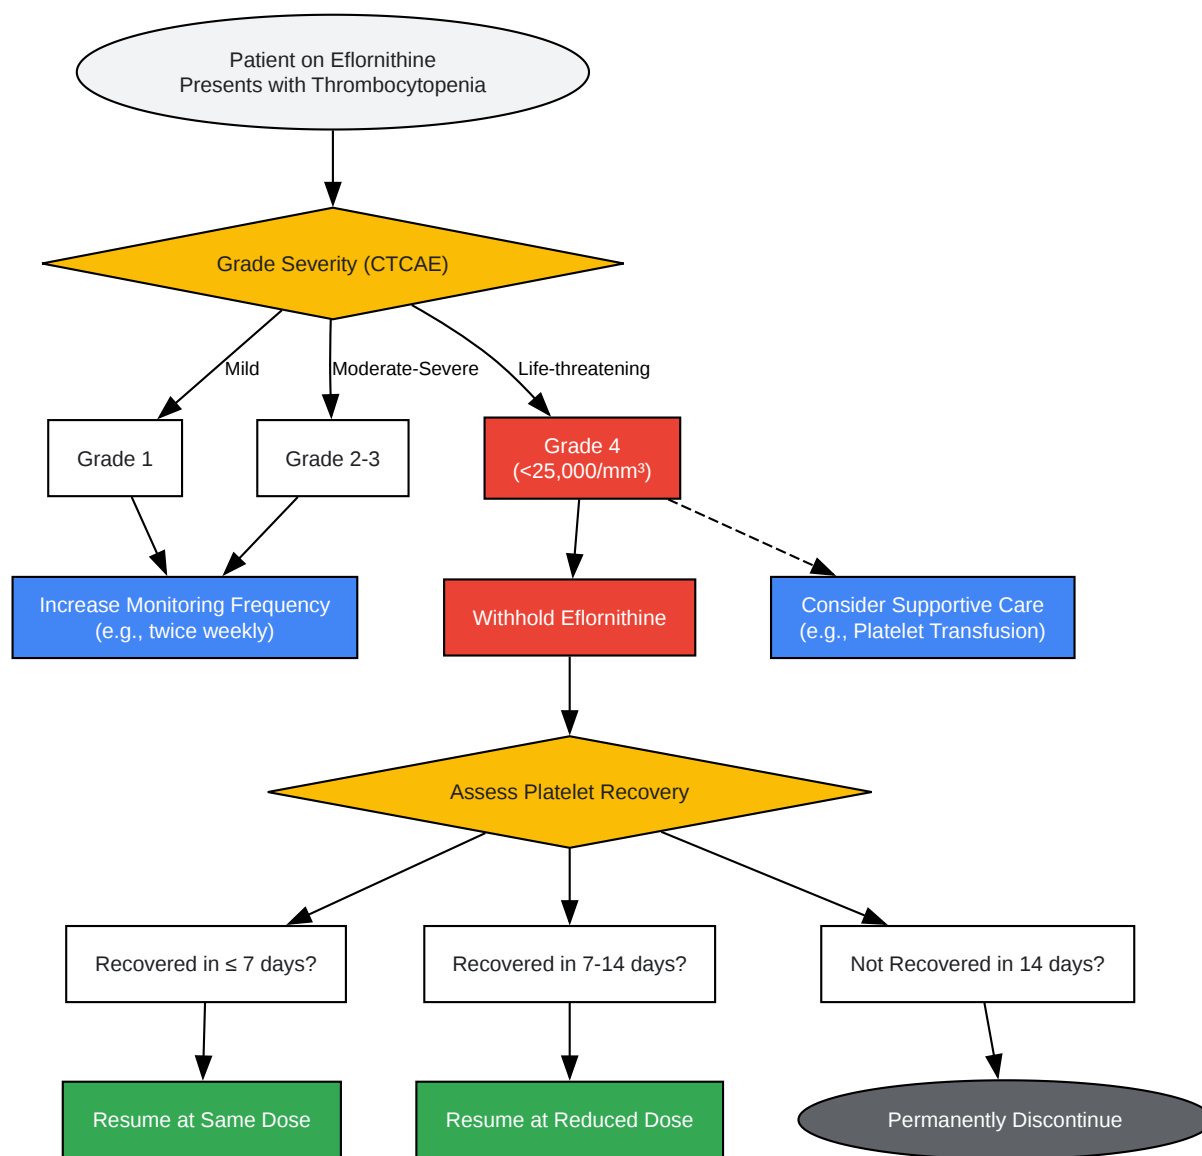 Patient on Eflornithine
Presents with Thrombocytopenia
Grade Severity (CTCAE)
Mild
Moderate-Severe
Life-threatening
Grade 1
Grade 2-3
Grade 4
(<25,000/mm³)
Increase Monitoring Frequency
(e.g., twice weekly)
Withhold Eflornithine
Consider Supportive Care
(e.g., Platelet Transfusion)
Assess Platelet Recovery
Recovered in ≤ 7 days?
Recovered in 7-14 days?
Not Recovered in 14 days?
Resume at Same Dose
Resume at Reduced Dose
Permanently Discontinue